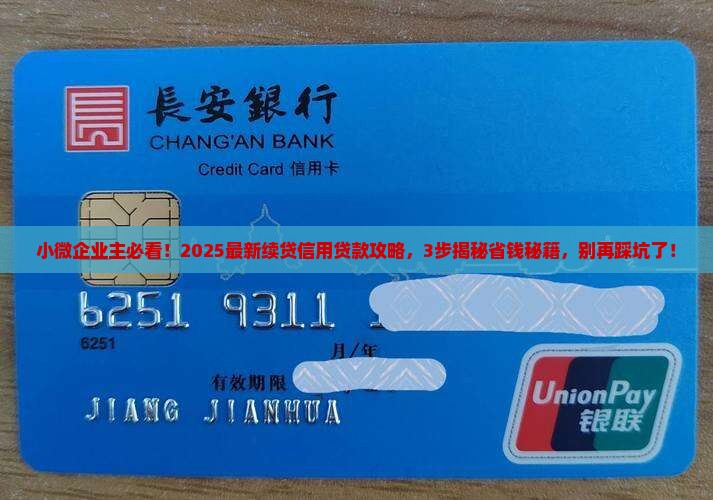 長安銀行
CHANG'AN BANK
Credit Card 信用卡
小微企业主必看！2025最新续贷信用贷款攻略，3步揭秘省钱秘籍，别再踩坑了！
6251 9311
6251
月/年
有效期限
JIANG JIANHUA
UnionPay
银联